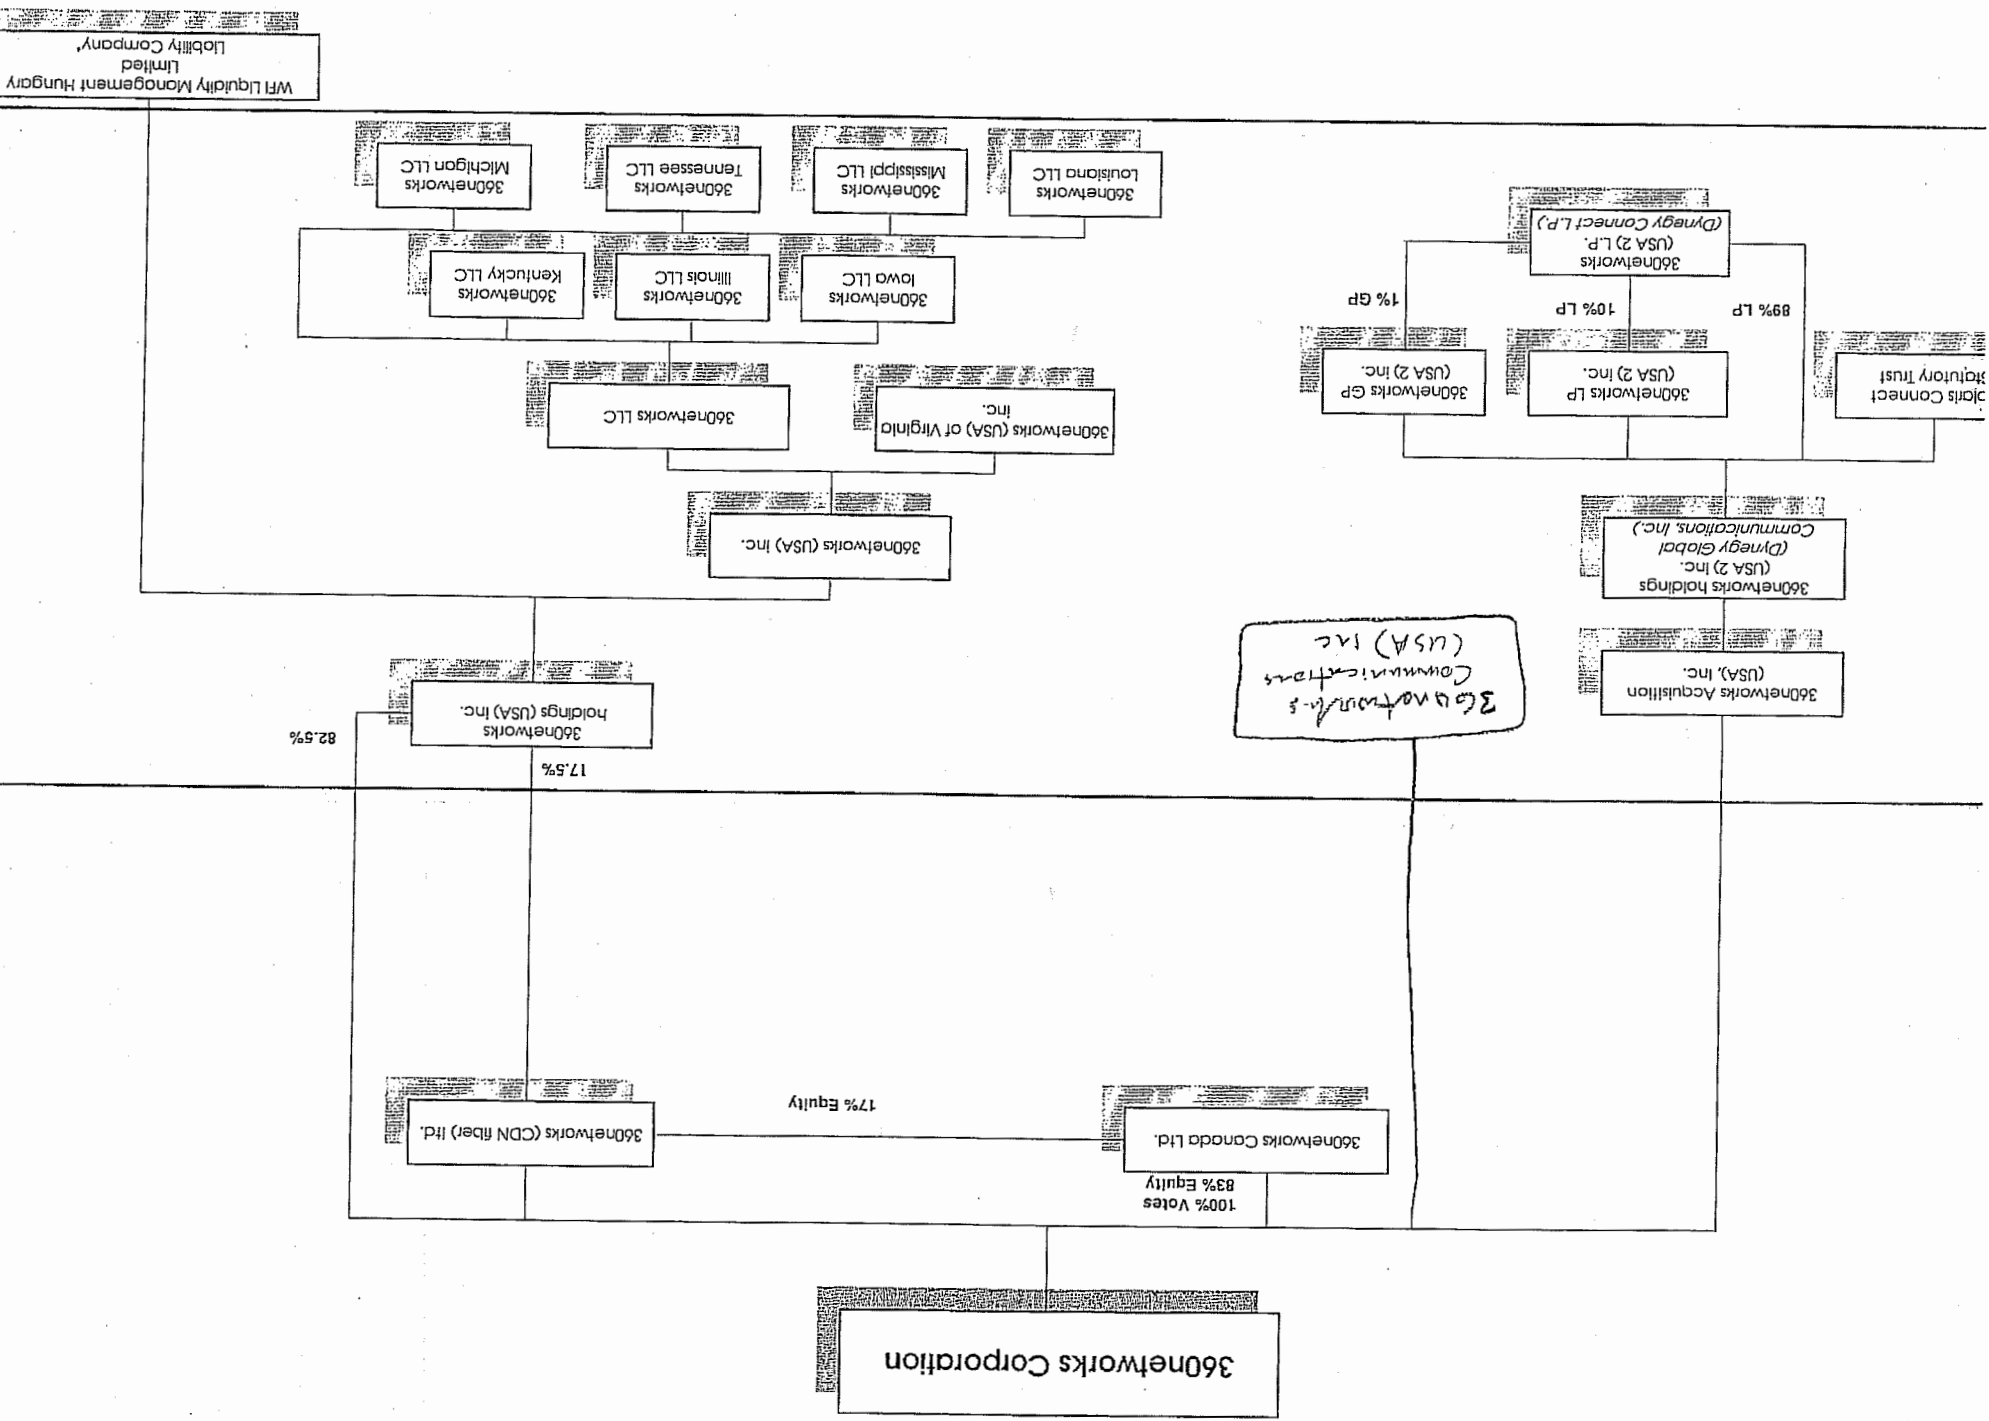 360networks Corporation
100% Votes
83% Equity
360networks Canada Ltd.
17% Equity
360networks (CDN fiber) ltd.
17.5%
82.5%
360networks Acquisition
(USA), Inc.
360networks
Communications
(USA) Inc
360networks
holdings (USA) Inc.
360networks holdings
(USA 2) Inc.
(Dynegy Global
Communications, Inc.)
360networks (USA) inc.
olaris Connect
Statutory Trust
360networks LP
(USA 2) inc.
360networks GP
(USA 2) inc.
360networks (USA) of Virginia
inc.
360networks LLC
89% LP
10% LP
1% GP
360networks
(USA 2) L.P.
(Dynegy Connect L.P.)
360networks
Iowa LLC
360networks
Illinois LLC
360networks
Kentucky LLC
360networks
Louisiana LLC
360networks
Mississippi LLC
360networks
Tennessee LLC
360networks
Michigan LLC
WFI Liquidity Management Hungary
Limited
Liability Company*